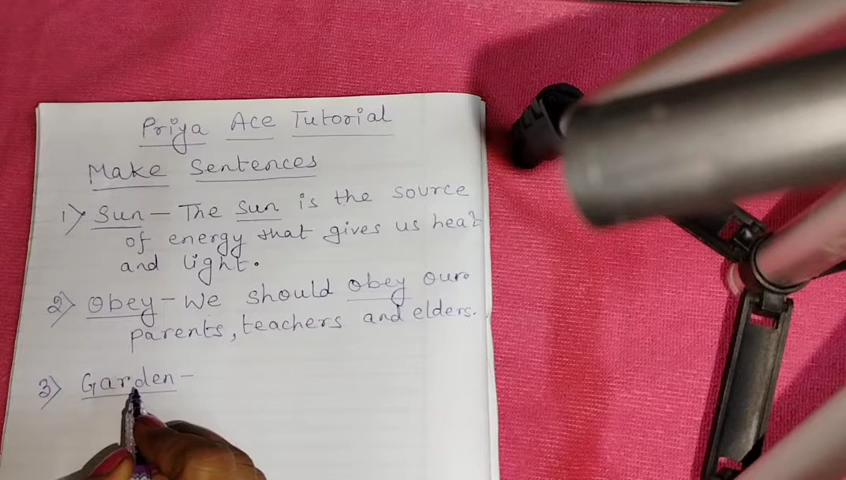 Priya Ace Tutorial
Make Sentences
1) Sun - The sun is the source
of energy that gives us heat
and light.
2) Obey - We should obey our
parents, teachers and elders.
3) Garden -